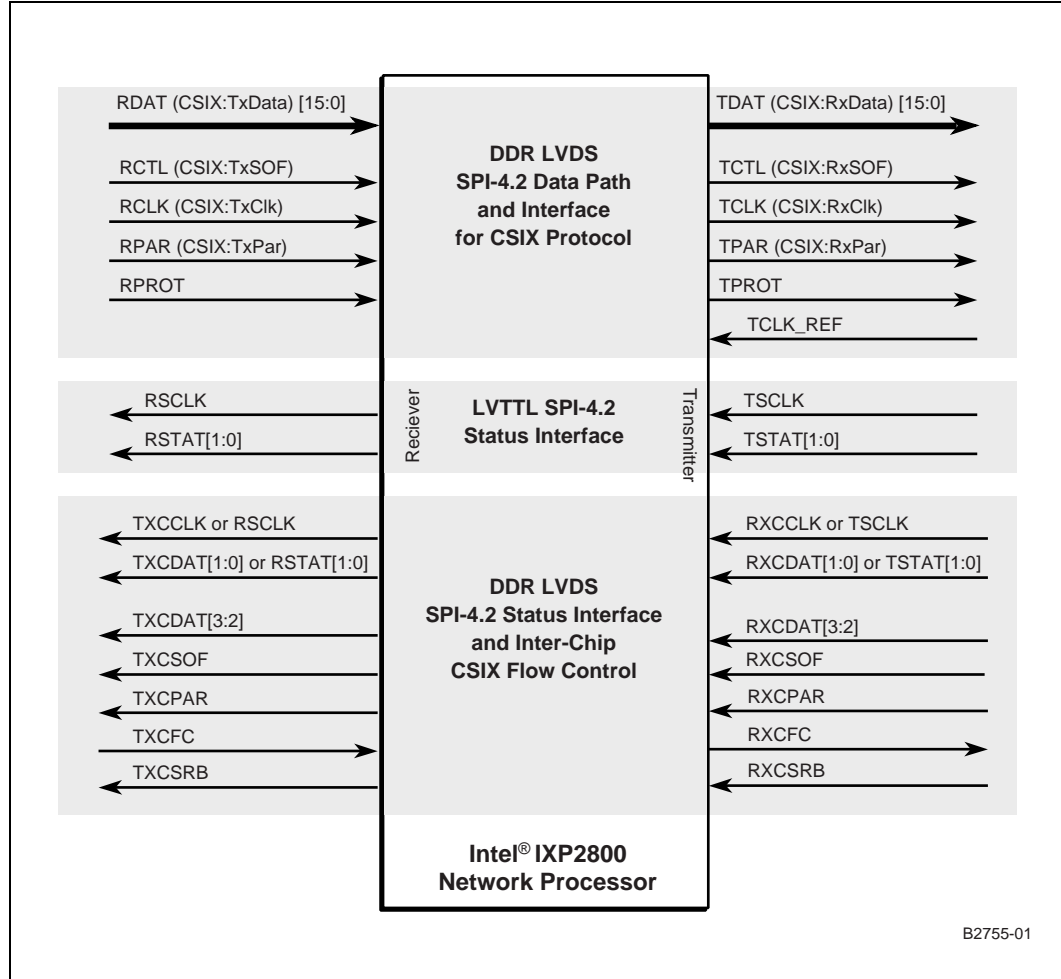 RDAT (CSIX:TxData) [15:0]
RCTL (CSIX:TxSOF)
RCLK (CSIX:TxClk)
RPAR (CSIX:TxPar)
RPROT
DDR LVDS
SPI-4.2 Data Path
and Interface
for CSIX Protocol
TDAT (CSIX:RxData) [15:0]
TCTL (CSIX:RxSOF)
TCLK (CSIX:RxClk)
TPAR (CSIX:RxPar)
TPROT
TCLK_REF
RSCLK
RSTAT[1:0]
Reciever
LVTTL SPI-4.2
Status Interface
Transmitter
TSCLK
TSTAT[1:0]
TXCCLK or RSCLK
TXCDAT[1:0] or RSTAT[1:0]
TXCDAT[3:2]
TXCSOF
TXCPAR
TXCFC
TXCSRB
DDR LVDS
SPI-4.2 Status Interface
and Inter-Chip
CSIX Flow Control
RXCCLK or TSCLK
RXCDAT[1:0] or TSTAT[1:0]
RXCDAT[3:2]
RXCSOF
RXCPAR
RXCFC
RXCSRB
Intel® IXP2800
Network Processor
B2755-01